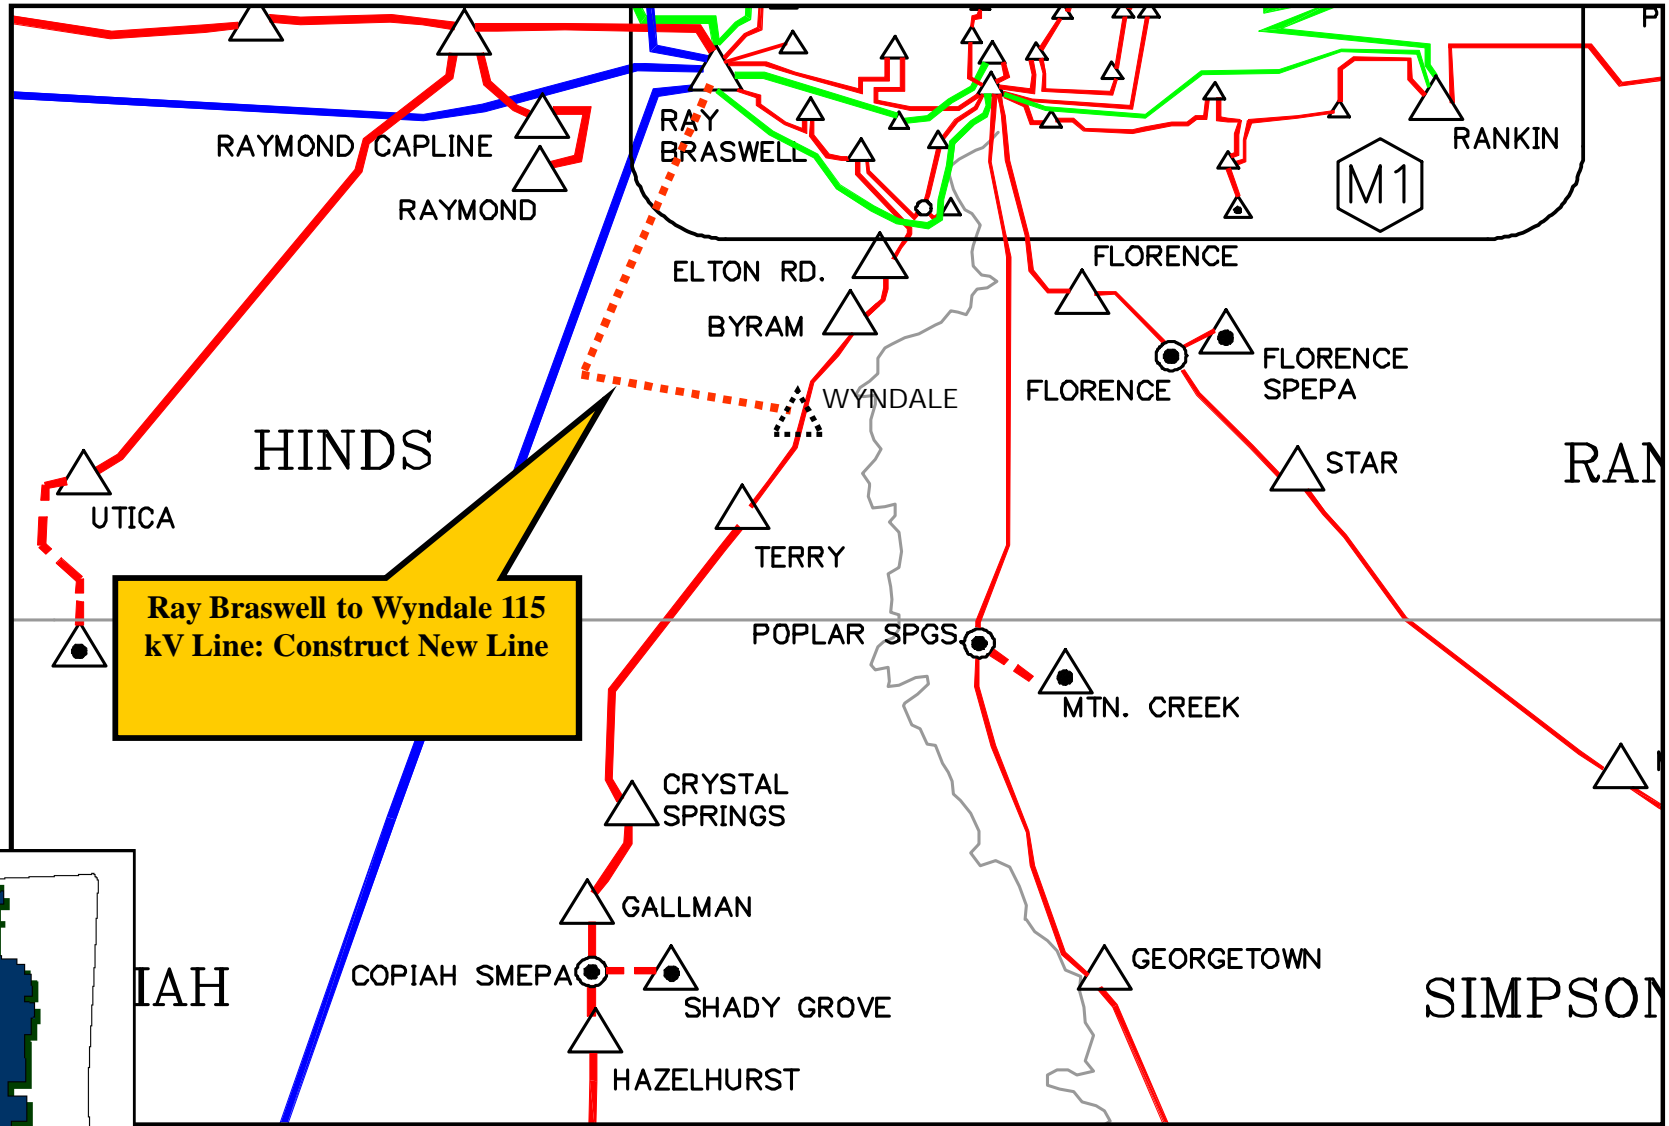 RAYMOND CAPLINE
RAYMOND
RAY
BRASWELL
RANKIN
M1
FLORENCE
ELTON RD.
BYRAM
FLORENCE
SPEPA
FLORENCE
WYNDALE
HINDS
STAR
RAN
UTICA
TERRY
Ray Braswell to Wyndale 115
kV Line: Construct New Line
POPLAR SPGS.
MTN. CREEK
CRYSTAL
SPRINGS
GALLMAN
GEORGETOWN
COPIAH SMEPA
IAH
SHADY GROVE
SIMPSON
HAZELHURST